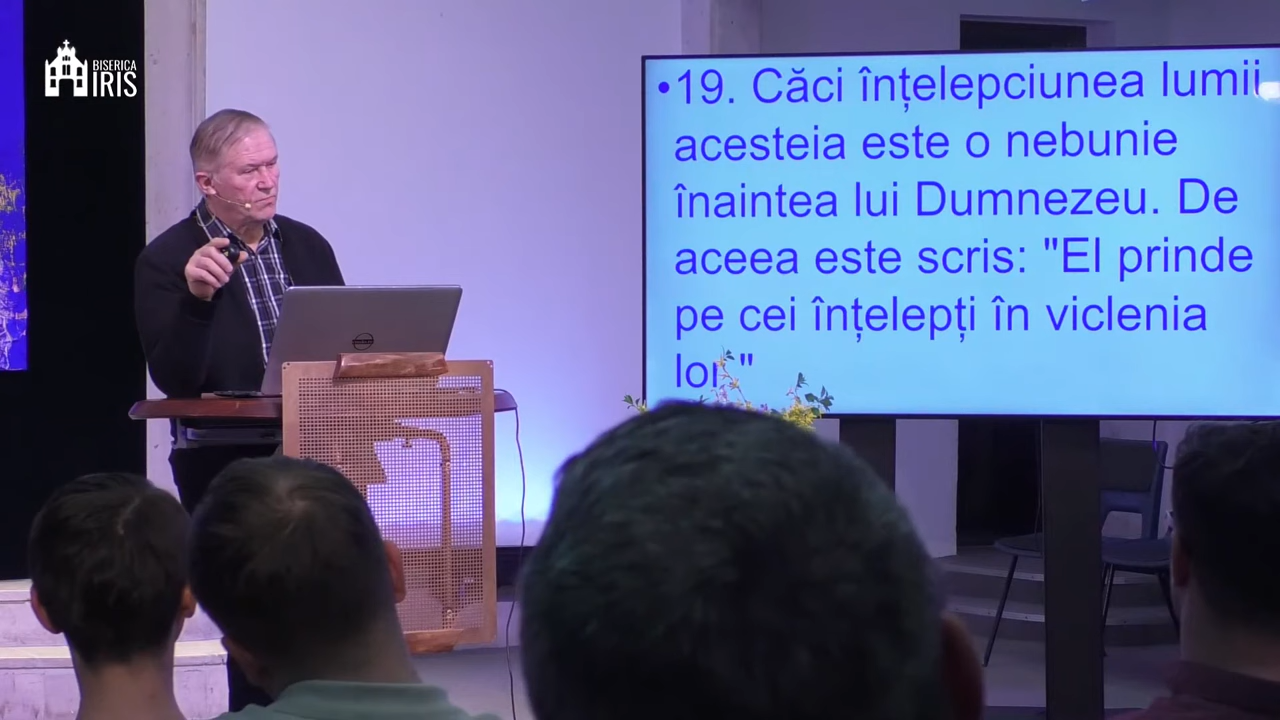 BISERICA
IRIS
•19. Căci înțelepciunea lumii
acesteia este o nebunie
înaintea lui Dumnezeu. De
aceea este scris: "El prinde
pe cei înțelepți în viclenia
lor."